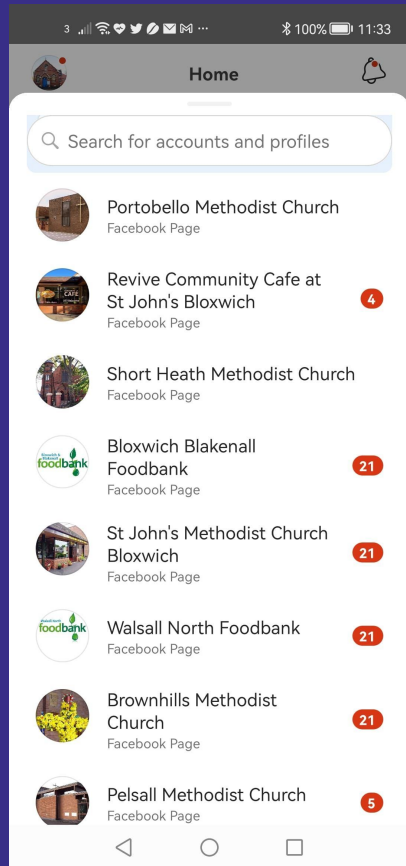 3 100% 11:33
Home
Search for accounts and profiles
Portobello Methodist Church
Facebook Page
Revive Community Cafe at
St John's Bloxwich
4
Facebook Page
CAFE
Short Heath Methodist Church
Facebook Page
Bloxwich Blakenall
Foodbank
21
Facebook Page
foodbank
St John's Methodist Church
Bloxwich
21
Facebook Page
Walsall North Foodbank
21
Facebook Page
foodbank
Brownhills Methodist
Church
21
Facebook Page
Pelsall Methodist Church
5
Facebook Page